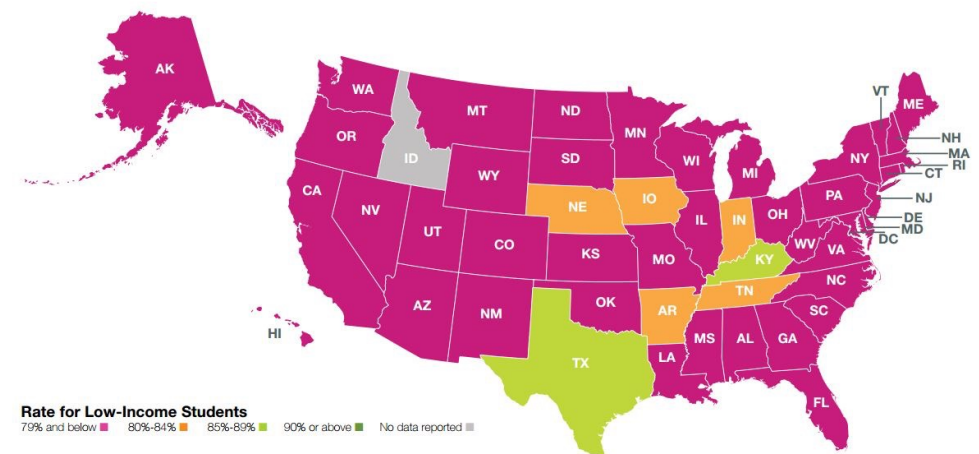 AK
WA
MT
ND
MN
VT
ME
NH
MA
RI
CT
OR
ID
SD
WI
MI
NY
WY
NE
IO
PA
NJ
CA
NV
UT
CO
IL
IN
OH
DE
MD
DC
KS
MO
WV
VA
KY
AZ
NM
OK
AR
TN
NC
SC
HI
TX
LA
MS
AL
GA
FL
Rate for Low-Income Students
79% and below 80%-84% 85%-89% 90% or above No data reported